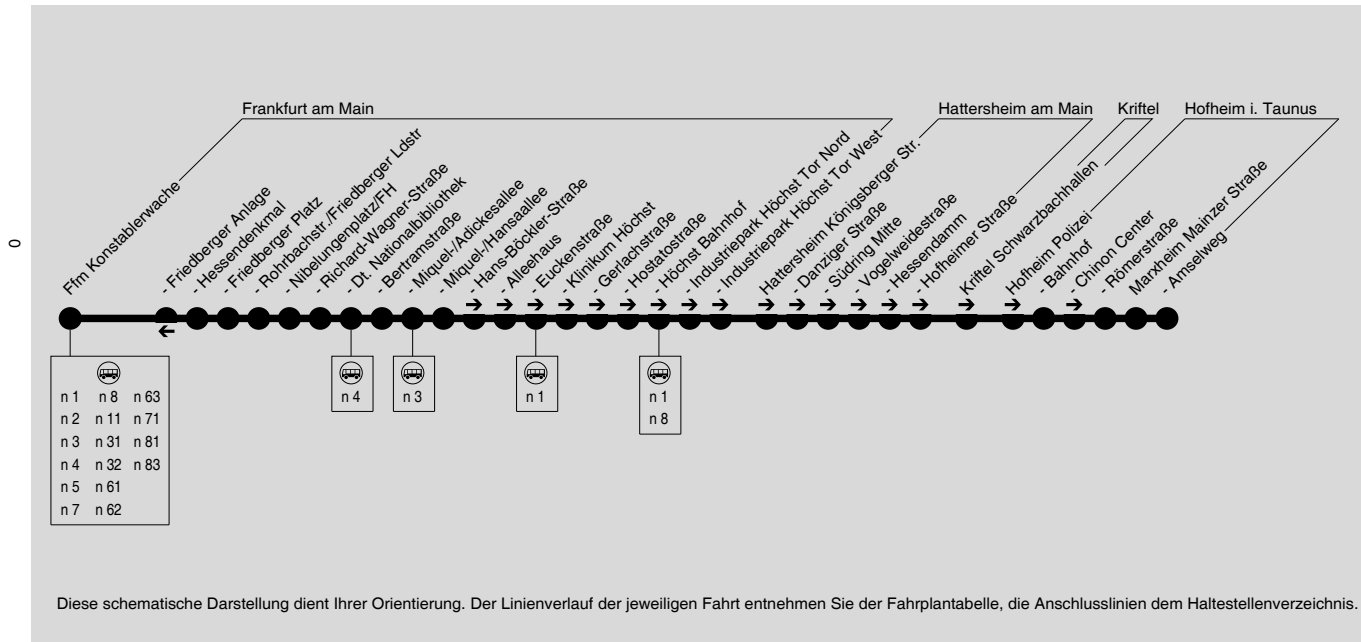 Frankfurt am Main
Hattersheim am Main
Kriftel
Hofheim i. Taunus
Ffm Konstablerwache
- Friedberger Anlage
- Hessendenkmal
- Friedberger Platz
- Rohrbachstr./Friedberger Ldstr
- Nibelungenplatz/FH
- Richard-Wagner-Straße
- Dt. Nationalbibliothek
- Bertramstraße
- Miquel-/Adickesallee
- Miquel-/Hansaallee
- Hans-Böckler-Straße
- Alleehaus
- Euckenstraße
- Klinikum Höchst
- Gerlachstraße
- Hostatostraße
- Höchst Bahnhof
- Industriepark Höchst Tor Nord
- Industriepark Höchst Tor West
Hattersheim Königsberger Str.
- Danziger Straße
- Südring Mitte
- Vogelweidestraße
- Hessendamm
- Hofheimer Straße
Kriftel Schwarzbachhallen
Hofheim Polizei
- Bahnhof
- Chinon Center
- Römerstraße
Marxheim Mainzer Straße
- Amselweg
0
n 1 n 8 n 63
n 2 n 11 n 71
n 3 n 31 n 81
n 4 n 32 n 83
n 5 n 61
n 7 n 62
n 4
n 3
n 1
n 1
n 8
Diese schematische Darstellung dient Ihrer Orientierung. Der Linienverlauf der jeweiligen Fahrt entnehmen Sie der Fahrplantabelle, die Anschlusslinien dem Haltestellenverzeichnis.